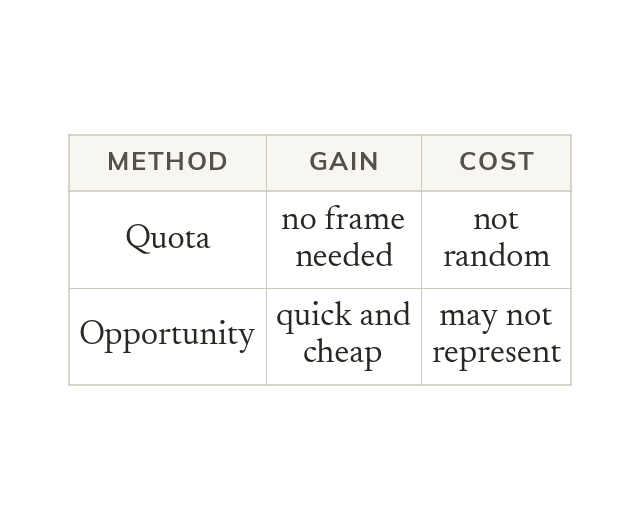 METHOD GAIN COST
Quota no frame needed not random
Opportunity quick and cheap may not represent